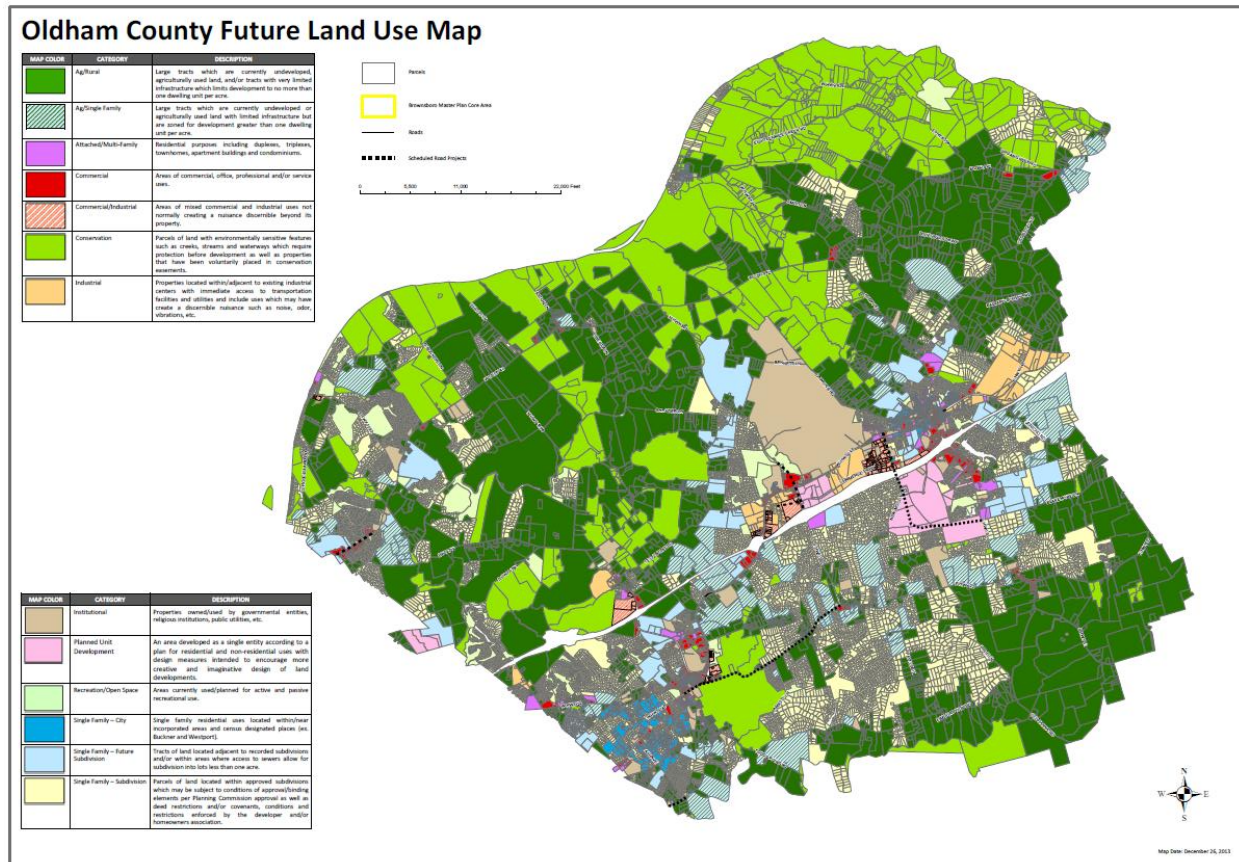 Oldham County Future Land Use Map
MAP COLOR CATEGORY DESCRIPTION
Ag/Rural
Large tracts which are currently undeveloped,
agriculturally used land, and/or tracts with very limited
infrastructure which limits development to no more than
one dwelling unit per acre.
Ag/Single Family
Large tracts which are currently undeveloped or
agriculturally used land with limited infrastructure but
are zoned for development greater than one dwelling
unit per acre.
Attached/Multi-Family
Residential purposes including duplexes, triplexes,
townhomes, apartment buildings and condominiums.
Commercial
Areas of commercial, office, professional and/or service
uses.
Commercial/Industrial
Areas of mixed commercial and industrial uses not
normally creating a nuisance discernible beyond its
property.
Conservation
Parcels of land with environmentally sensitive features
such as creeks, streams and waterways which require
protection before development as well as properties
that have been voluntarily placed in conservation
easements.
Industrial
Properties located within/adjacent to existing industrial
centers with immediate access to transportation
facilities and utilities and include uses which may have
create a discernible nuisance such as noise, odor,
vibrations, etc.
Parcels
Brownsboro Master Plan Core Area
Roads
Scheduled Road Projects
0 5,500 11,000 22,000 Feet
MAP COLOR CATEGORY DESCRIPTION
Institutional
Properties owned/used by governmental entities,
religious institutions, public utilities, etc.
Planned Unit
Development
An area developed as a single entity according to a
plan for residential and non-residential uses with
design measures intended to encourage more
creative and imaginative design of land
developments.
Recreation/Open Space
Areas currently used/planned for active and passive
recreational use.
Single Family – City
Single family residential uses located within/near
incorporated areas and census designated places (ex.
Buckner and Westport).
Single Family – Future
Subdivision
Tracts of land located adjacent to recorded subdivisions
and/or within areas where access to sewers allow for
subdivision into lots less than one acre.
Single Family – Subdivision
Parcels of land located within approved subdivisions
which may be subject to conditions of approval/binding
elements per Planning Commission approval as well as
deed restrictions and/or covenants, conditions and
restrictions enforced by the developer and/or
homeowners association.
N
W E
S
Map Date: December 26, 2013